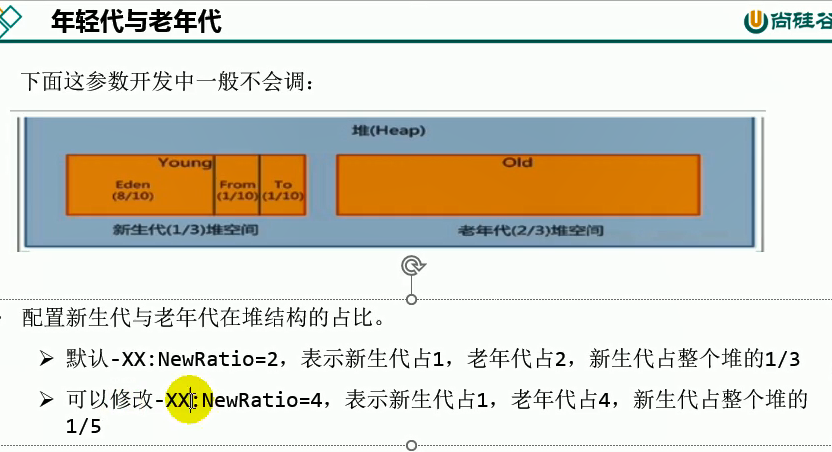 年轻代与老年代
尚硅谷
下面这参数开发中一般不会调：
堆(Heap)
Young
Old
Eden
(8/10)
From
(1/10)
To
(1/10)
新生代(1/3)堆空间
老年代(2/3)堆空间
配置新生代与老年代在堆结构的占比。
➢ 默认-XX:NewRatio=2，表示新生代占1，老年代占2，新生代占整个堆的1/3
➢ 可以修改-XX:NewRatio=4，表示新生代占1，老年代占4，新生代占整个堆的
1/5